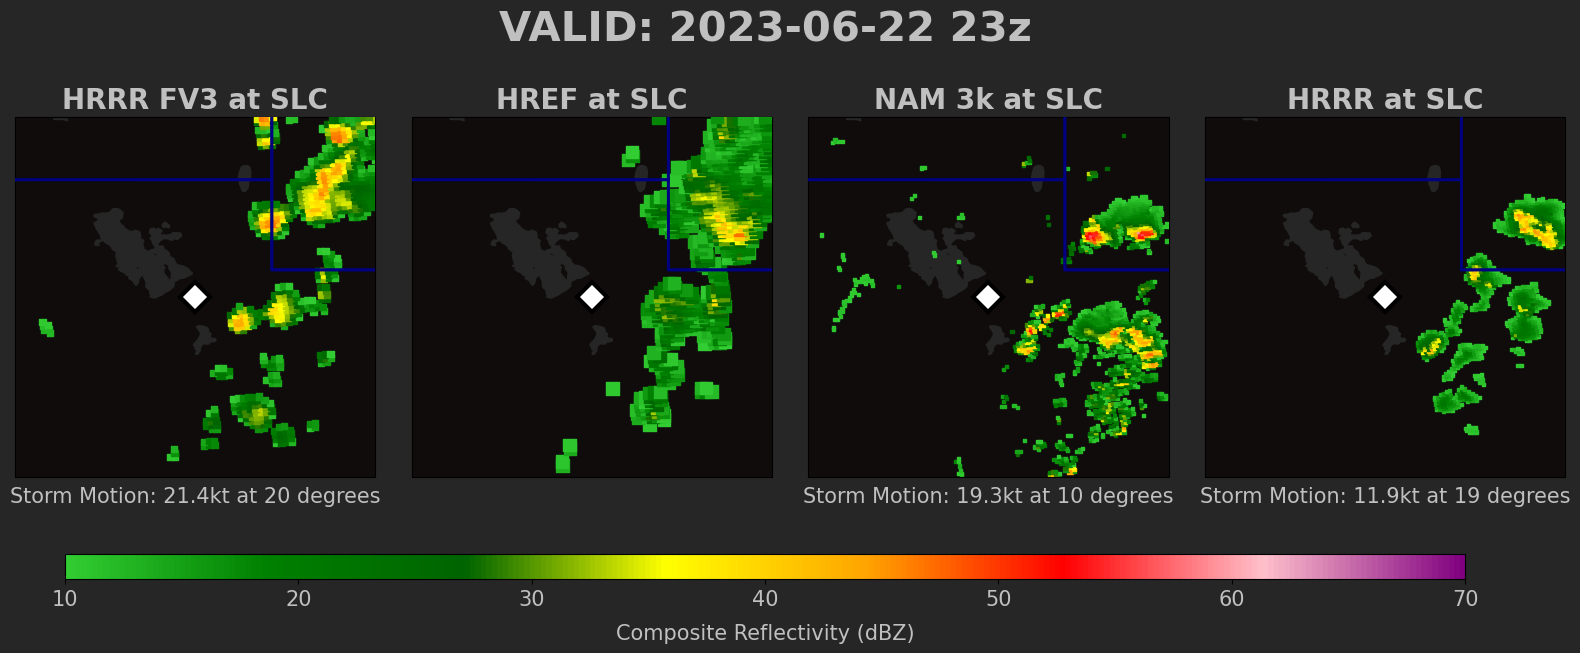 VALID: 2023-06-22 23z
HRRR FV3 at SLC
HREF at SLC
NAM 3k at SLC
HRRR at SLC
Storm Motion: 21.4kt at 20 degrees
Storm Motion: 19.3kt at 10 degrees
Storm Motion: 11.9kt at 19 degrees
10 20 30 40 50 60 70
Composite Reflectivity (dBZ)